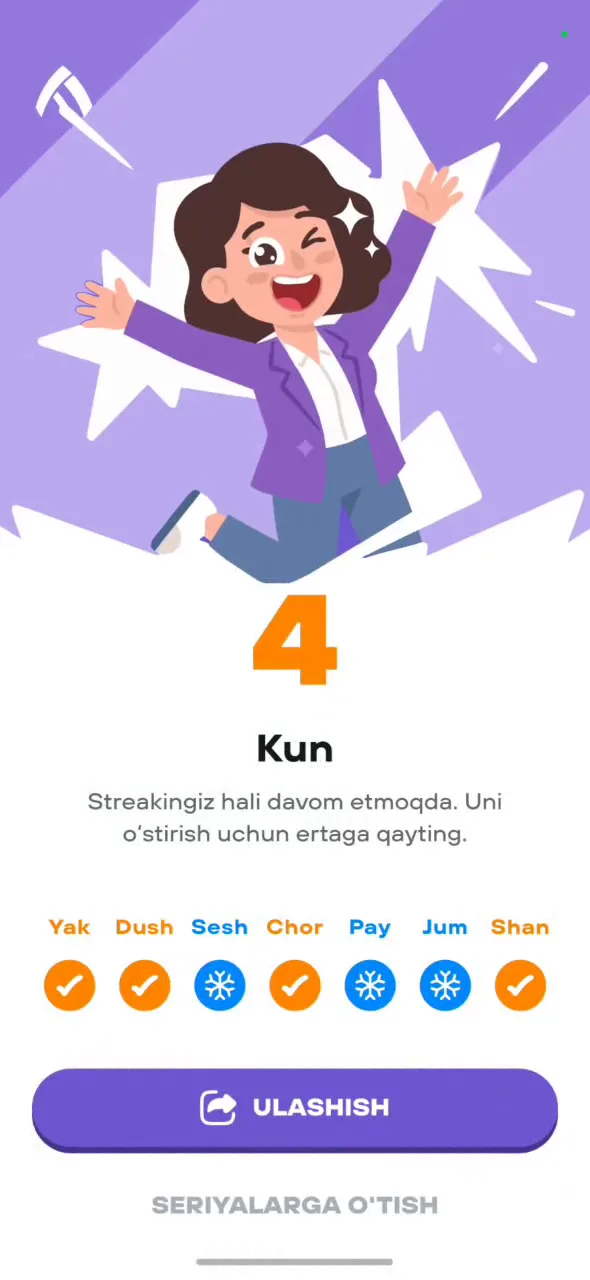 4
Kun
Streakingiz hali davom etmoqda. Uni
o‘stirish uchun ertaga qayting.
Yak Dush Sesh Chor Pay Jum Shan
ULASHISH
SERIYALARGA O'TISH